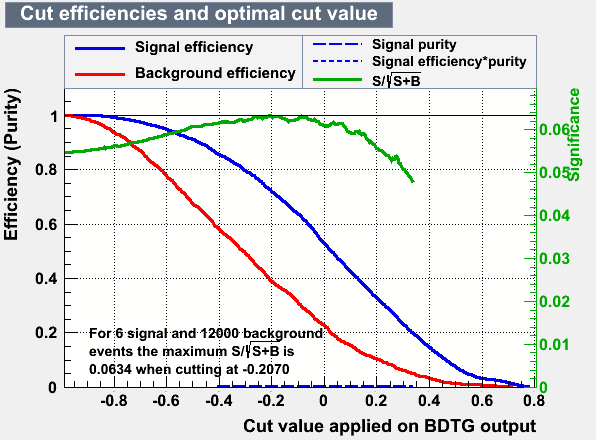 Cut efficiencies and optimal cut value
Signal efficiency
Background efficiency
Signal purity
Signal efficiency*purity
S/√S+B
Efficiency (Purity)
1
0.8
0.6
0.4
0.2
0
Significance
0.06
0.05
0.04
0.03
0.02
0.01
0
For 6 signal and 12000 background
events the maximum S/√S+B is
0.0634 when cutting at -0.2070
-0.8 -0.6 -0.4 -0.2 0 0.2 0.4 0.6 0.8
Cut value applied on BDTG output